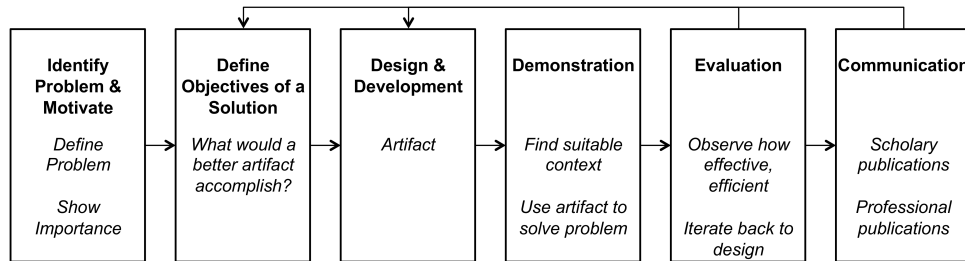 Identify
Problem &
Motivate
Define
Problem
Show
Importance
Define
Objectives of a
Solution
What would a
better artifact
accomplish?
Design &
Development
Artifact
Demonstration
Find suitable
context
Use artifact to
solve problem
Evaluation
Observe how
effective,
efficient
Iterate back to
design
Communication
Scholary
publications
Professional
publications